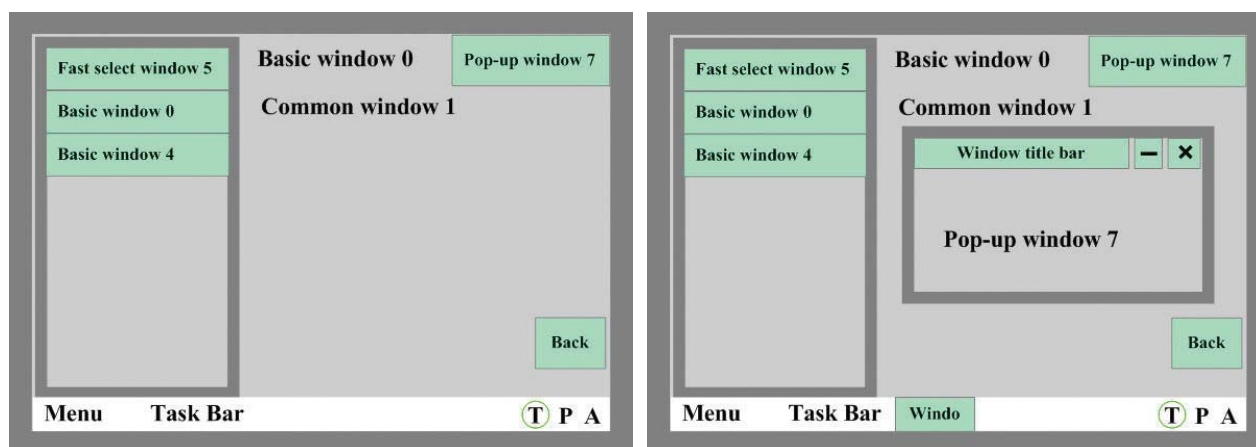 Fast select window 5
Basic window 0
Basic window 4
Basic window 0
Pop-up window 7
Common window 1
Back
Menu Task Bar T P A
Fast select window 5
Basic window 0
Basic window 4
Basic window 0
Pop-up window 7
Common window 1
Window title bar
Pop-up window 7
Back
Menu Task Bar Windo T P A